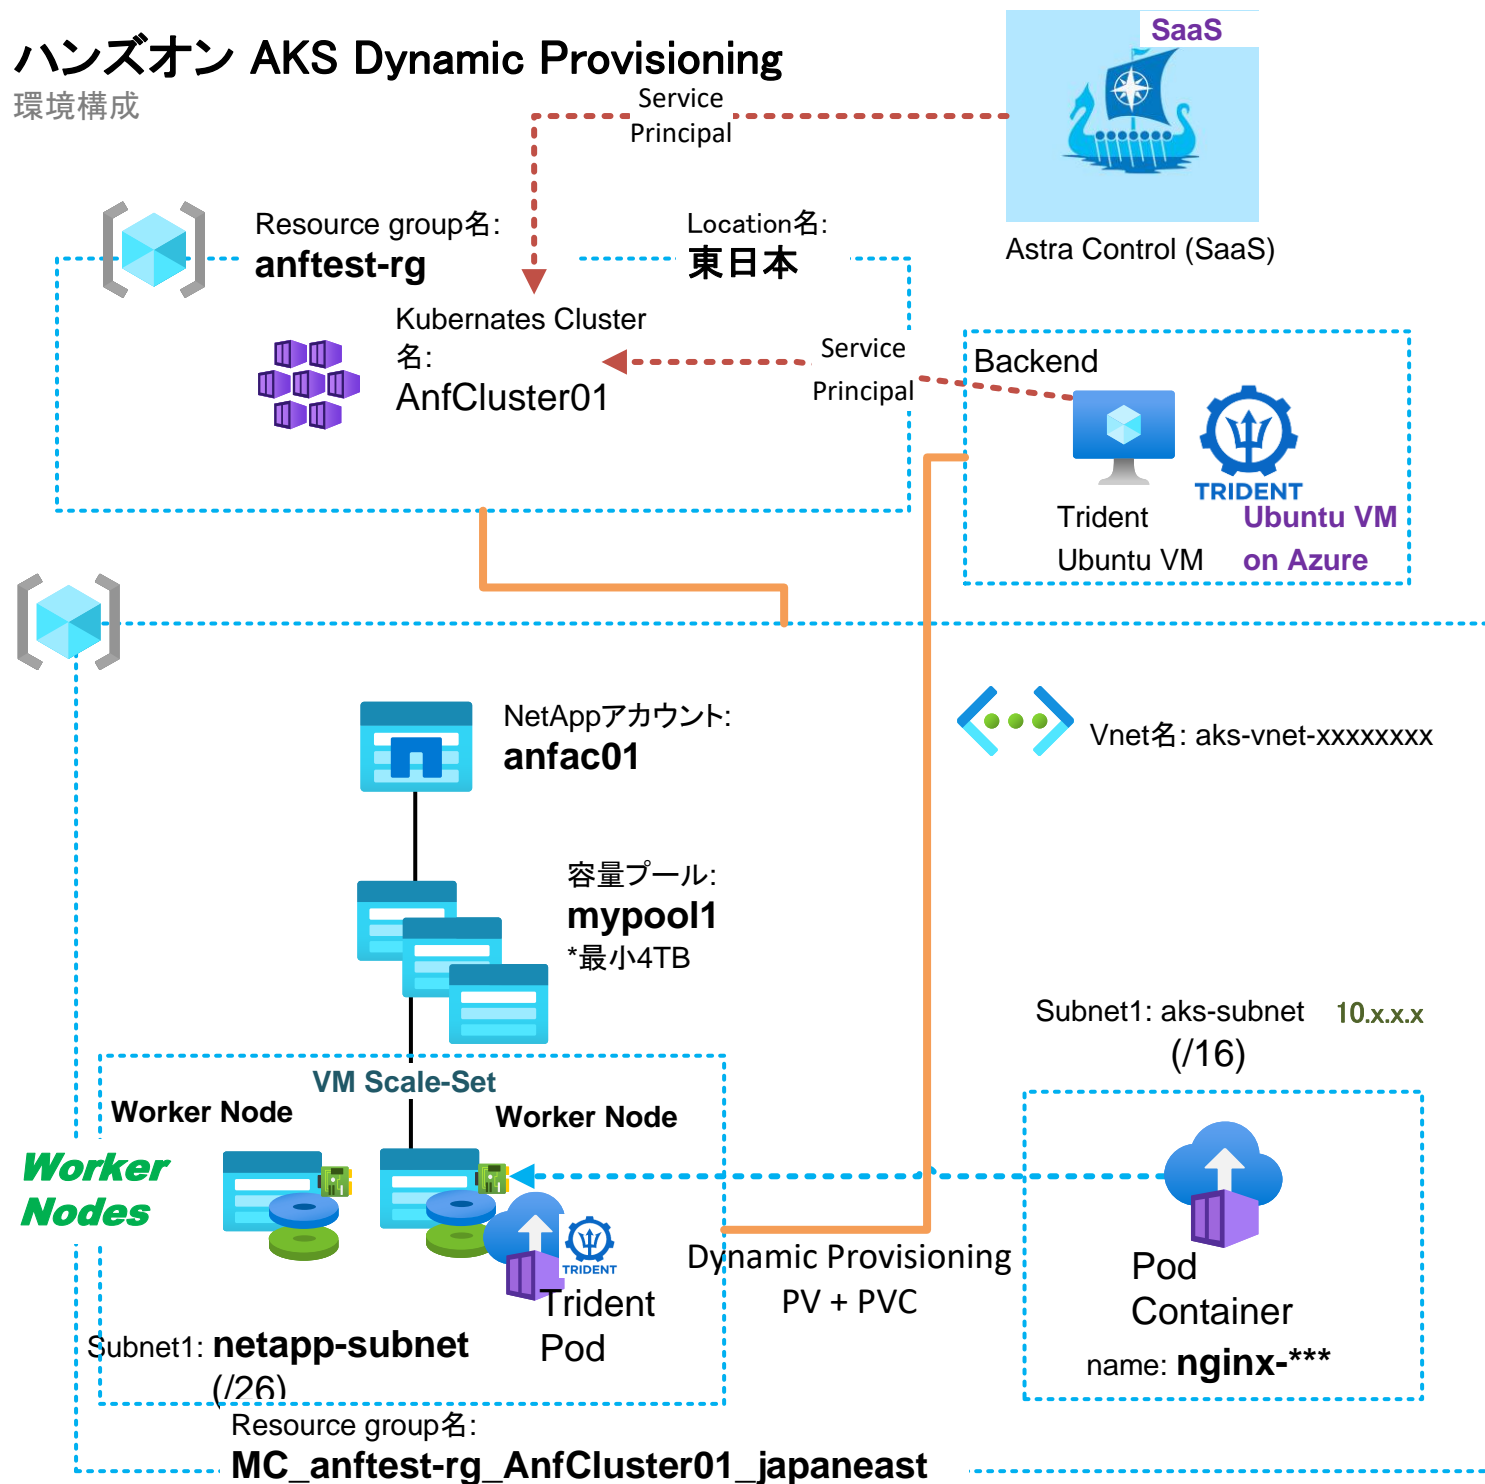 ハンズオン AKS Dynamic Provisioning
環境構成
SaaS
Service
Principal
Astra Control (SaaS)
Resource group名:
anftest-rg
Location名:
東日本
Kubernates Cluster
名:
AnfCluster01
Service
Principal
Backend
TRIDENT
Trident
Ubuntu VM
Ubuntu VM
on Azure
NetAppアカウント:
anfac01
Vnet名: aks-vnet-xxxxxxxx
容量プール:
mypool1
*最小4TB
Subnet1: aks-subnet 10.x.x.x
(/16)
VM Scale-Set
Worker Node
Worker Node
Worker
Nodes
TRIDENT
Trident
Pod
Dynamic Provisioning
PV + PVC
Pod
Container
name: nginx-***
Subnet1: netapp-subnet
(/26)
Resource group名:
MC_anftest-rg_AnfCluster01_japaneast